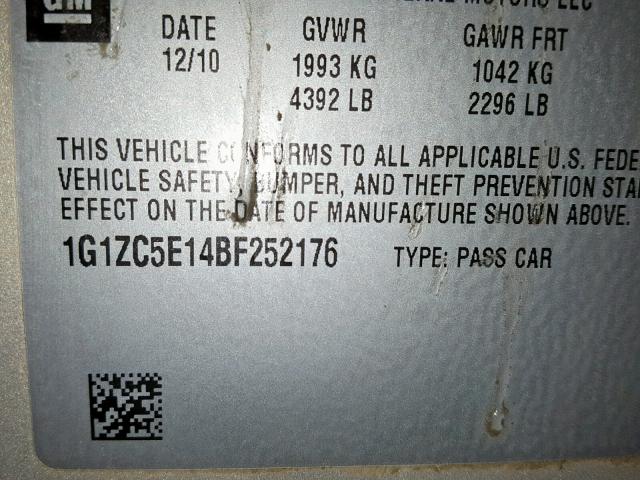 GM MOTORS LLC
DATE GVWR GAWR FRT
12/10 1993 KG 1042 KG
4392 LB 2296 LB
THIS VEHICLE CONFORMS TO ALL APPLICABLE U.S. FEDE
VEHICLE SAFETY, BUMPER, AND THEFT PREVENTION STA
EFFECT ON THE DATE OF MANUFACTURE SHOWN ABOVE.
1G1ZC5E14BF252176 TYPE: PASS CAR